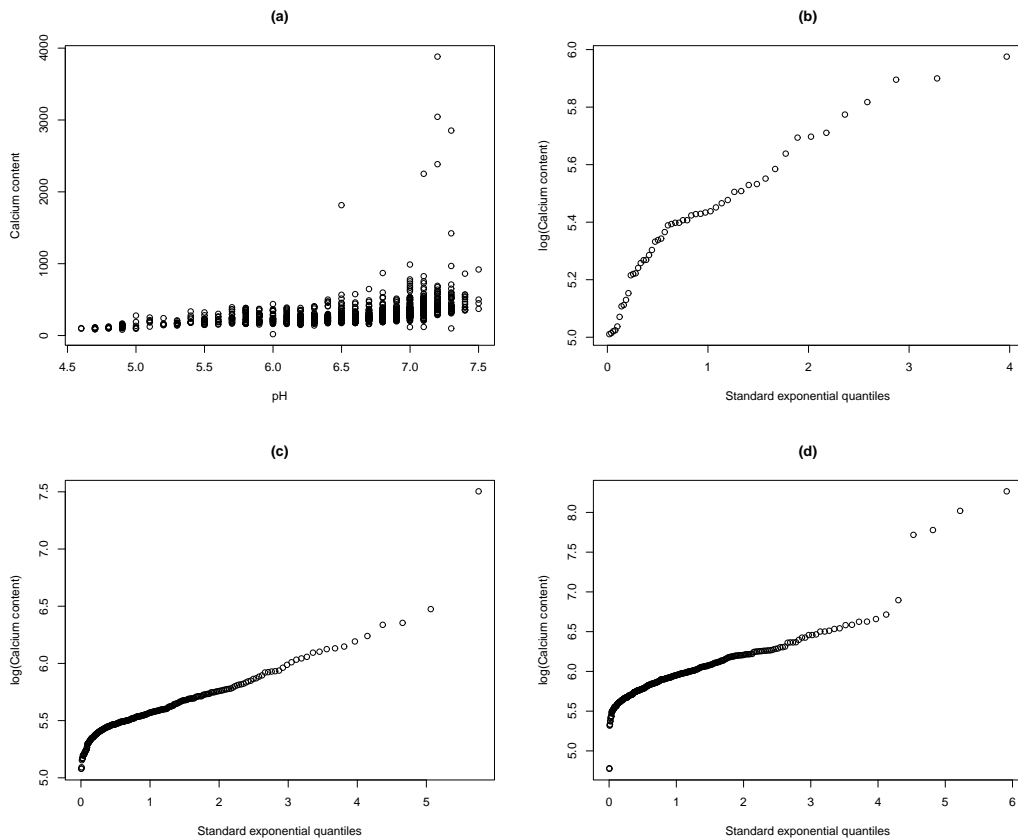 (a)
Calcium content
4000
3000
2000
1000
0
4.5 5.0 5.5 6.0 6.5 7.0 7.5
pH
(b)
log(Calcium content)
6.0
5.8
5.6
5.4
5.2
5.0
0 1 2 3 4
Standard exponential quantiles
(c)
log(Calcium content)
7.5
7.0
6.5
6.0
5.5
5.0
0 1 2 3 4 5
Standard exponential quantiles
(d)
log(Calcium content)
8.0
7.5
7.0
6.5
6.0
5.5
5.0
0 1 2 3 4 5 6
Standard exponential quantiles